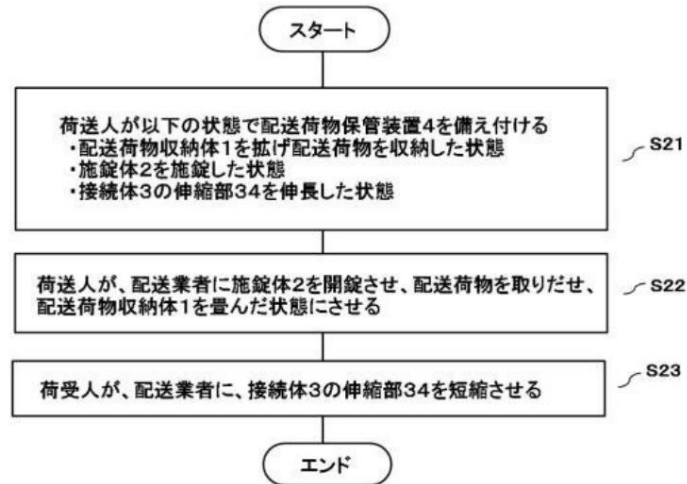 スタート
荷送人が以下の状態で配送荷物保管装置4を備え付ける
・配送荷物収納体1を拡げ配送荷物を収納した状態
・施錠体2を施錠した状態
・接続体3の伸縮部34を伸長した状態
S21
荷送人が、配送業者に施錠体2を開錠させ、配送荷物を取りだせ、
配送荷物収納体1を畳んだ状態にさせる
S22
荷受人が、配送業者に、接続体3の伸縮部34を短縮させる
S23
エンド